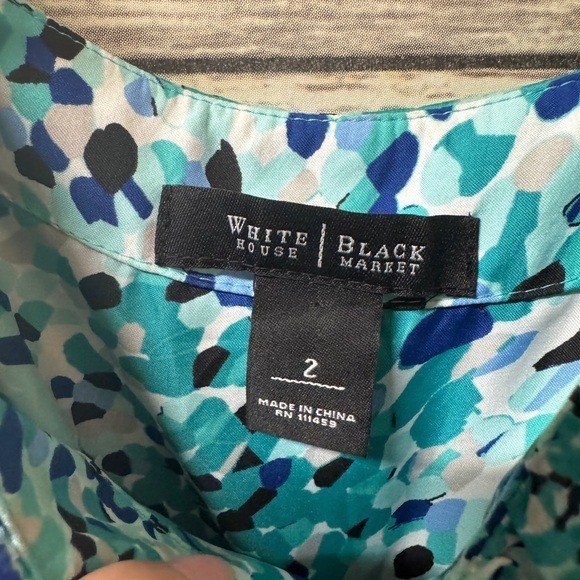 WHITE | BLACK
HOUSE | MARKET
2
MADE IN CHINA
RN 111459